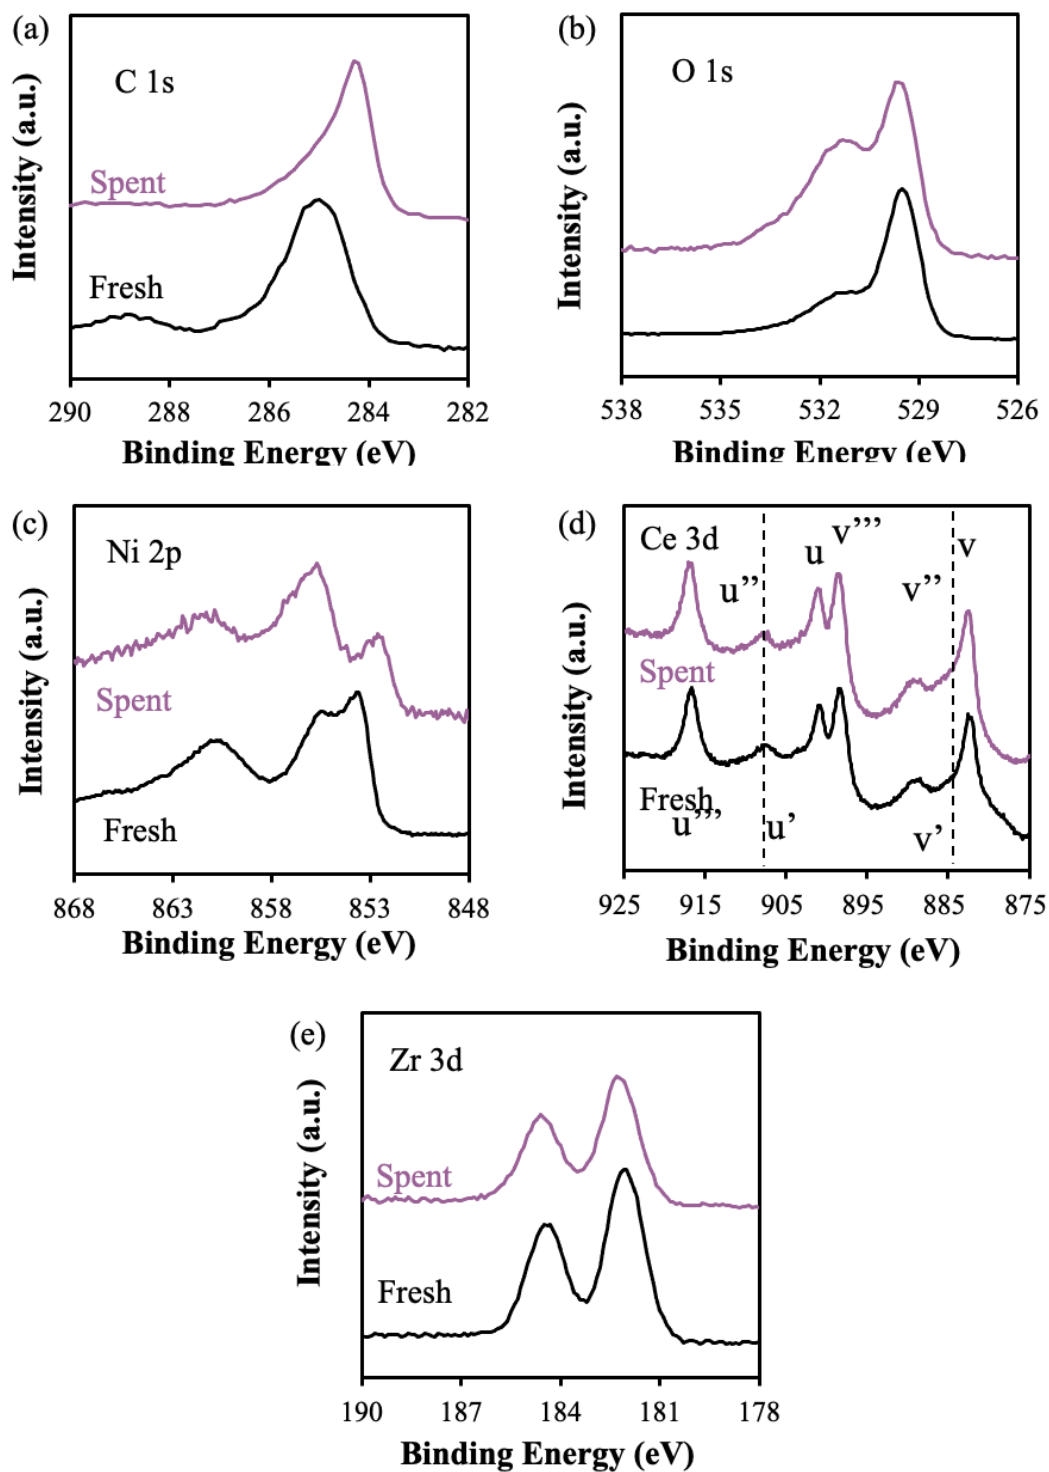 (a)
C 1s
Spent
Fresh
Intensity (a.u.)
290 288 286 284 282
Binding Energy (eV)
(b)
O 1s
Intensity (a.u.)
538 535 532 529 526
Binding Energy (eV)
(c)
Ni 2p
Spent
Fresh
Intensity (a.u.)
868 863 858 853 848
Binding Energy (eV)
(d)
Ce 3d
u’’ u v’’’ v’’ v
Spent
Fresh
u’’’ u’ v’
Intensity (a.u.)
925 915 905 895 885 875
Binding Energy (eV)
(e)
Zr 3d
Spent
Fresh
Intensity (a.u.)
190 187 184 181 178
Binding Energy (eV)